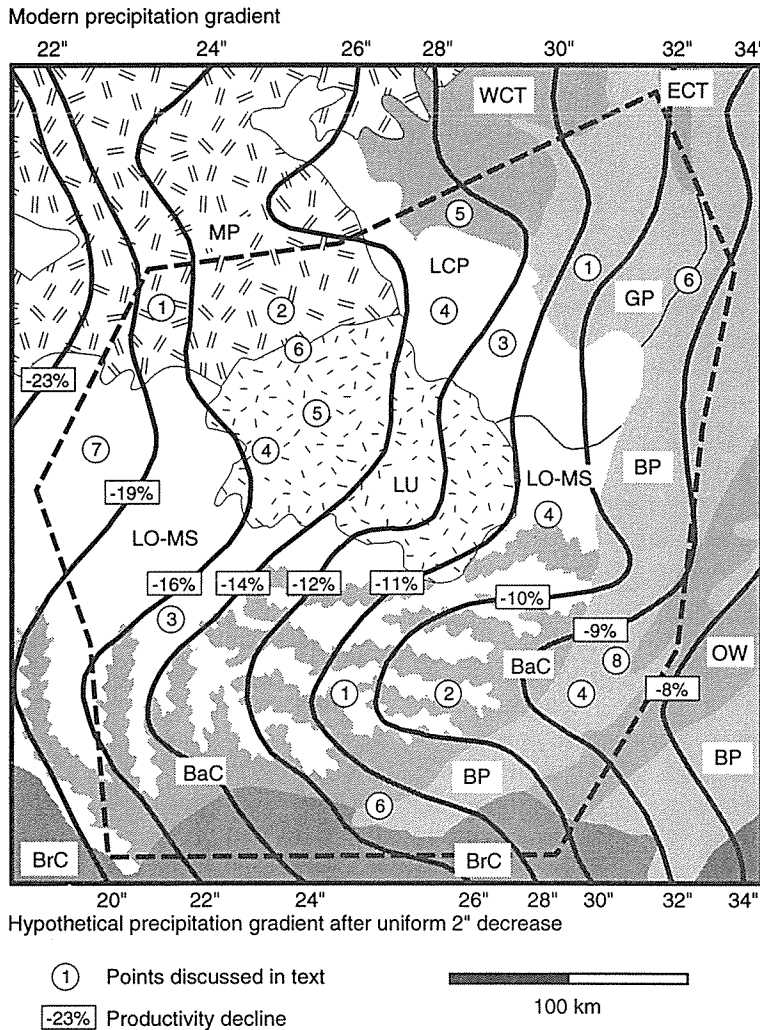 Modern precipitation gradient
22" 24" 26" 28" 30" 32" 34"
WCT ECT
5
MP
LCP
1 6
1 2 4 GP
3
6
-23%
5
7 4 BP
LU LO-MS
-19%
4
LO-MS
-16% -14% -12% -11% -10%
3 -9%
8 OW
BaC
1 2 4 -8%
BaC BP BP
6
BrC BrC
20" 22" 24" 26" 28" 30" 32" 34"
Hypothetical precipitation gradient after uniform 2" decrease
1 Points discussed in text
-23% Productivity decline
100 km